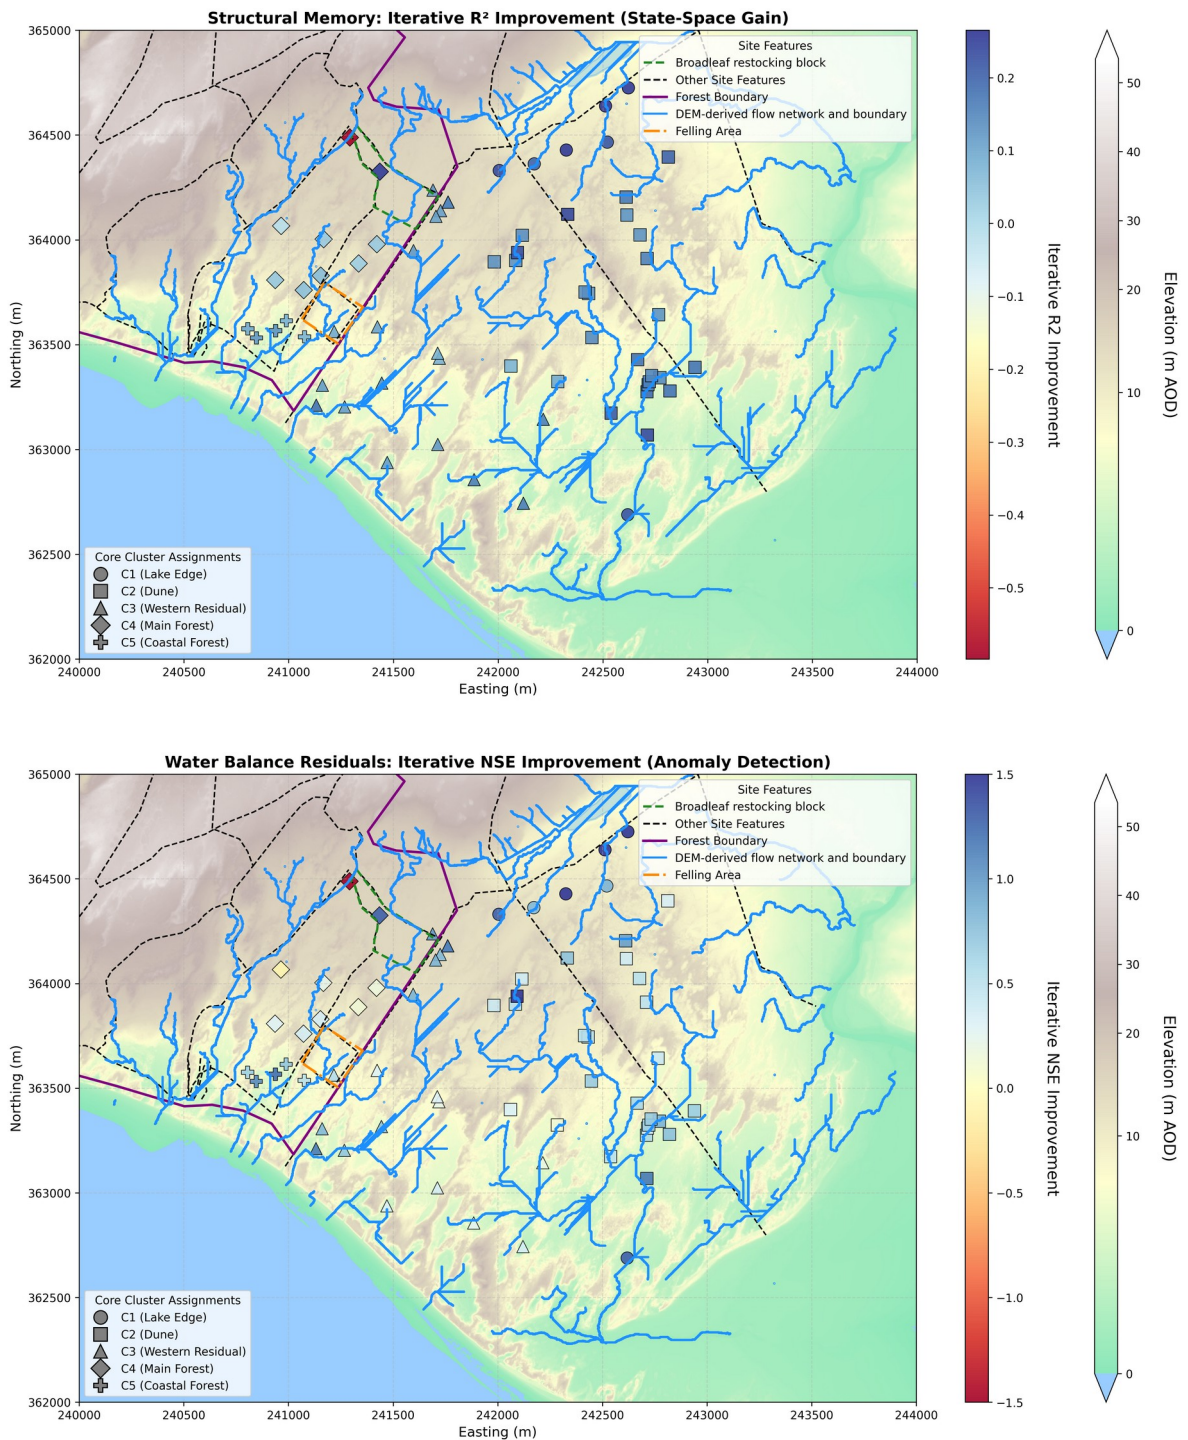 Structural Memory: Iterative R² Improvement (State-Space Gain)
365000
364500
364000
363500
363000
362500
362000
Northing (m)
240000 240500 241000 241500 242000 242500 243000 243500 244000
Easting (m)
Site Features
Broadleaf restocking block
Other Site Features
Forest Boundary
DEM-derived flow network and boundary
Felling Area
Core Cluster Assignments
C1 (Lake Edge)
C2 (Dune)
C3 (Western Residual)
C4 (Main Forest)
C5 (Coastal Forest)
0.2
0.1
0.0
−0.1
−0.2
−0.3
−0.4
−0.5
Iterative R2 Improvement
50
40
30
20
10
0
Elevation (m AOD)
Water Balance Residuals: Iterative NSE Improvement (Anomaly Detection)
365000
364500
364000
363500
363000
362500
362000
Northing (m)
240000 240500 241000 241500 242000 242500 243000 243500 244000
Easting (m)
Site Features
Broadleaf restocking block
Other Site Features
Forest Boundary
DEM-derived flow network and boundary
Felling Area
Core Cluster Assignments
C1 (Lake Edge)
C2 (Dune)
C3 (Western Residual)
C4 (Main Forest)
C5 (Coastal Forest)
1.5
1.0
0.5
0.0
−0.5
−1.0
−1.5
Iterative NSE Improvement
50
40
30
20
10
0
Elevation (m AOD)